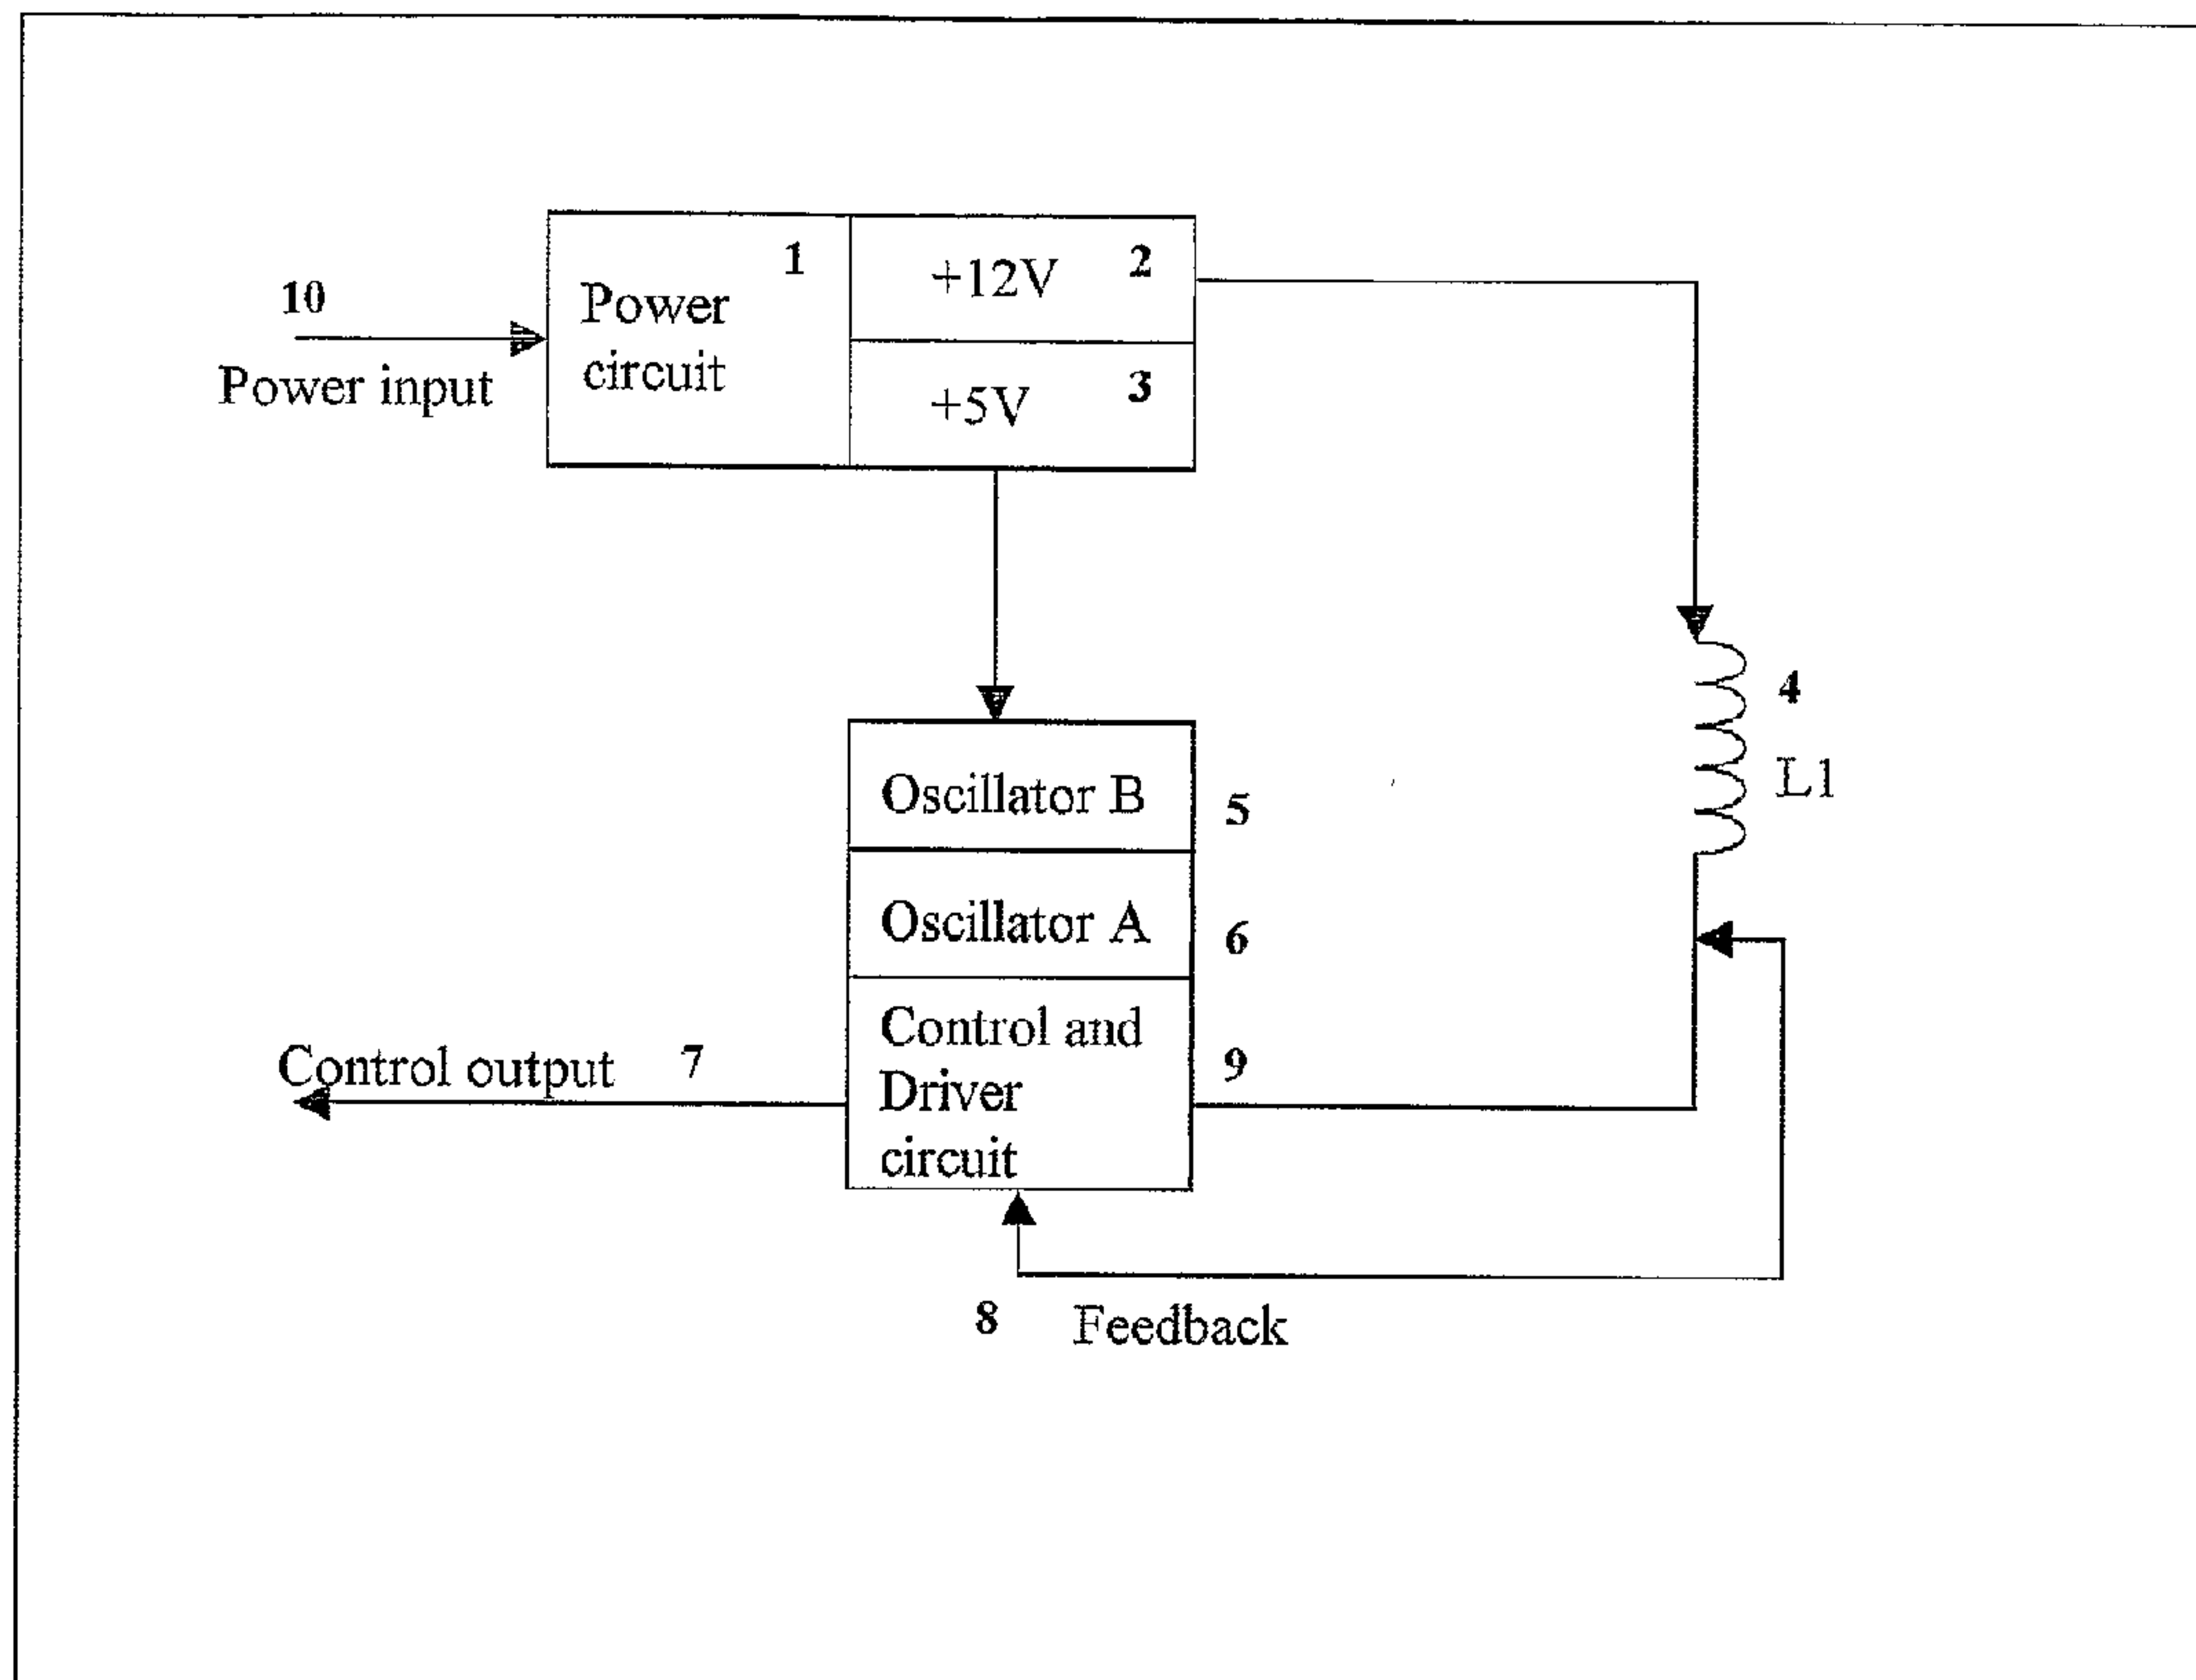 1
+12V 2
10
Power
circuit
Power input
+5V 3
4
L1
Oscillator B 5
Oscillator A 6
Control and
Driver
circuit
9
Control output 7
8 Feedback